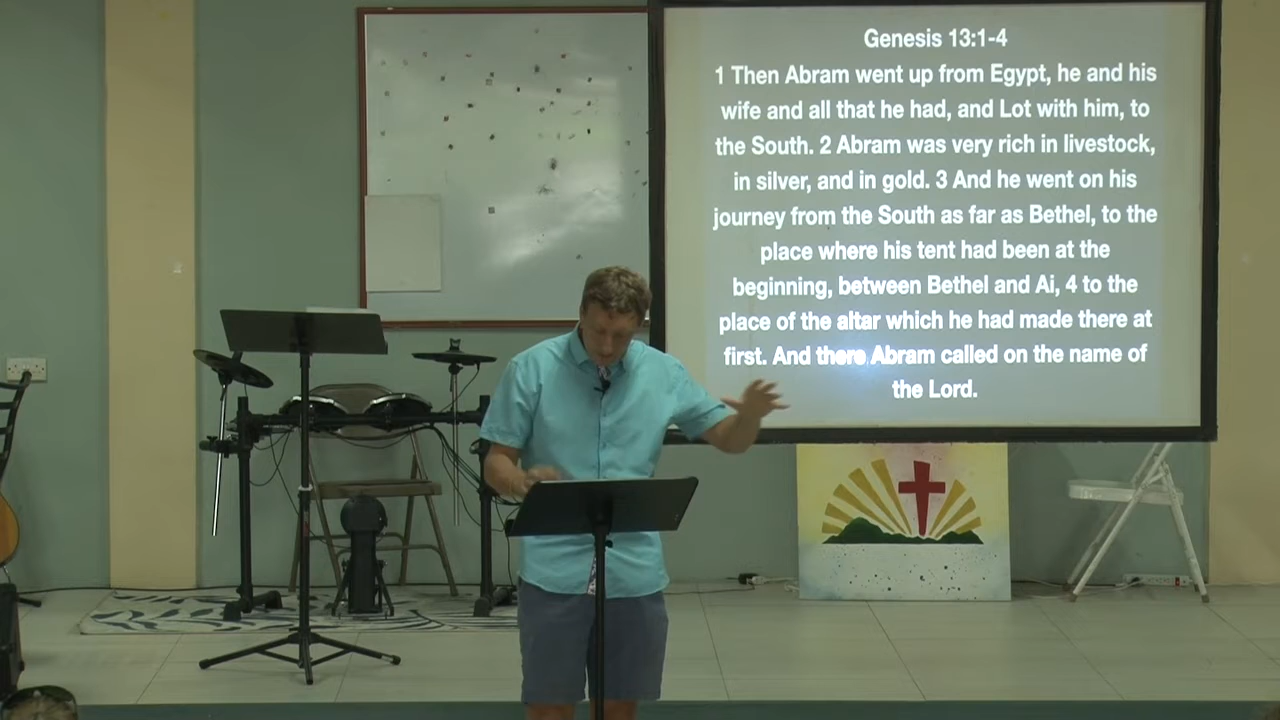 Genesis 13:1-4
1 Then Abram went up from Egypt, he and his
wife and all that he had, and Lot with him, to
the South. 2 Abram was very rich in livestock,
in silver, and in gold. 3 And he went on his
journey from the South as far as Bethel, to the
place where his tent had been at the
beginning, between Bethel and Ai, 4 to the
place of the altar which he had made there at
first. And there Abram called on the name of
the Lord.